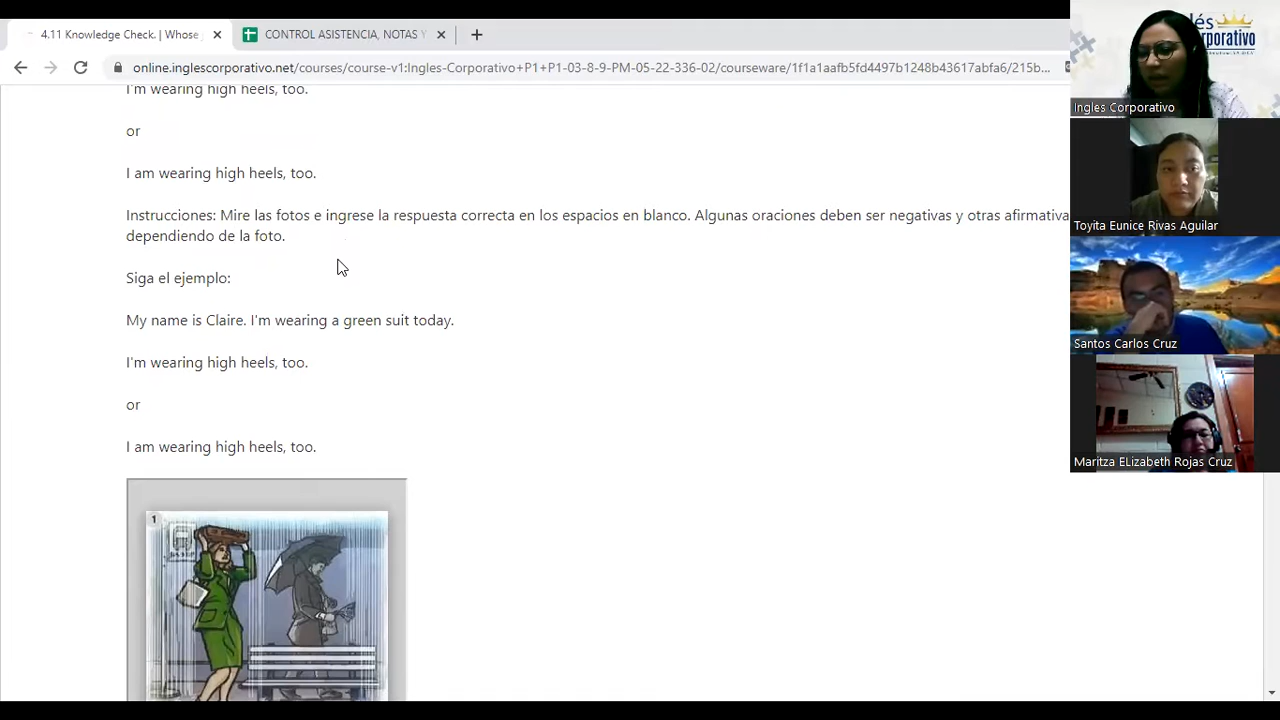 4.11 Knowledge Check. | Whose
CONTROL ASISTENCIA, NOTAS Y
online.inglescorporativo.net/courses/course-v1:Ingles-Corporativo+P1+P1-03-8-9-PM-05-22-336-02/courseware/1f1a1aafb5fd4497b1248b43617abfa6/215b...
I'm wearing high heels, too.
or
I am wearing high heels, too.
Instrucciones: Mire las fotos e ingrese la respuesta correcta en los espacios en blanco. Algunas oraciones deben ser negativas y otras afirmativa
dependiendo de la foto.
Siga el ejemplo:
My name is Claire. I'm wearing a green suit today.
I'm wearing high heels, too.
or
I am wearing high heels, too.
1
Ingles Corporativo
Toyita Eunice Rivas Aguilar
Santos Carlos Cruz
Maritza ELizabeth Rojas Cruz